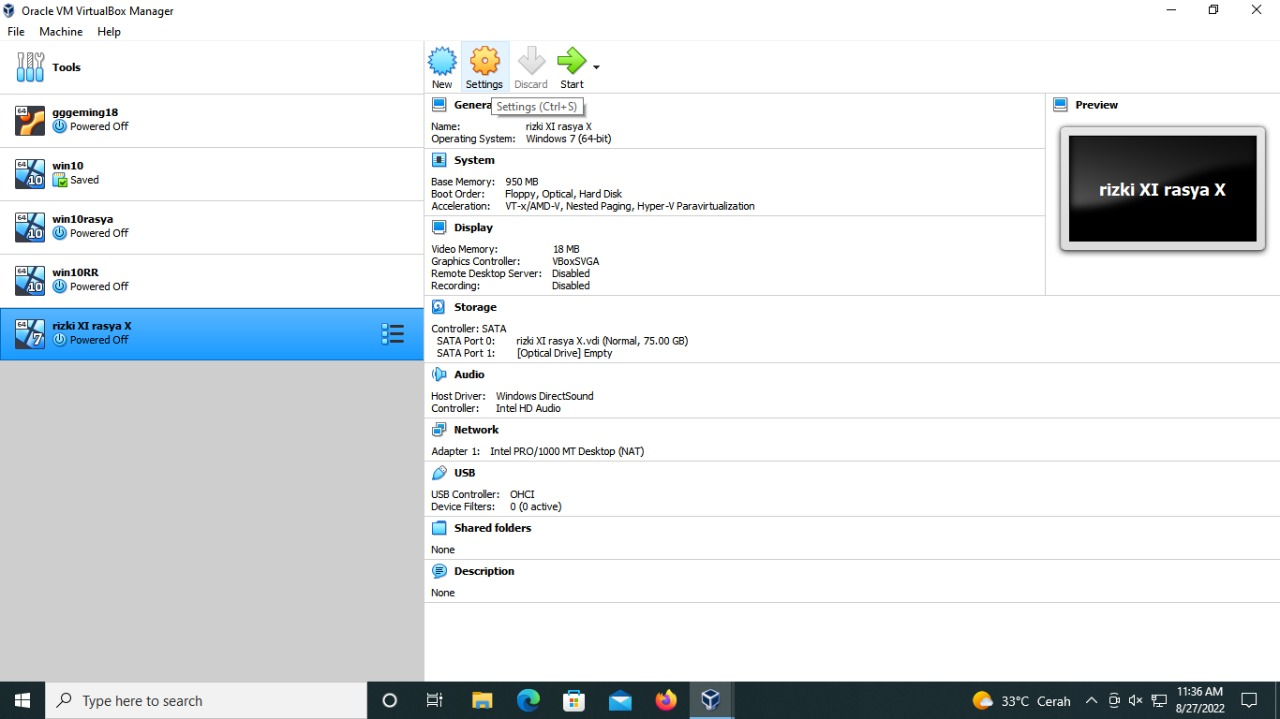 Oracle VM VirtualBox Manager
File Machine Help
Tools
gggeming18
Powered Off
win10
Saved
win10rasya
Powered Off
win10RR
Powered Off
rizki XI rasya X
Powered Off
New Settings Discard Start
Settings (Ctrl+S)
Genera
Name: rizki XI rasya X
Operating System: Windows 7 (64-bit)
System
Base Memory: 950 MB
Boot Order: Floppy, Optical, Hard Disk
Acceleration: VT-x/AMD-V, Nested Paging, Hyper-V Paravirtualization
Display
Video Memory: 18 MB
Graphics Controller: VBoxSVGA
Remote Desktop Server: Disabled
Recording: Disabled
Preview
rizki XI rasya X
Storage
Controller: SATA
SATA Port 0: rizki XI rasya X.vdi (Normal, 75.00 GB)
SATA Port 1: [Optical Drive] Empty
Audio
Host Driver: Windows DirectSound
Controller: Intel HD Audio
Network
Adapter 1: Intel PRO/1000 MT Desktop (NAT)
USB
USB Controller: OHCI
Device Filters: 0 (0 active)
Shared folders
None
Description
None
Type here to search
33°C Cerah
11:36 AM
8/27/2022